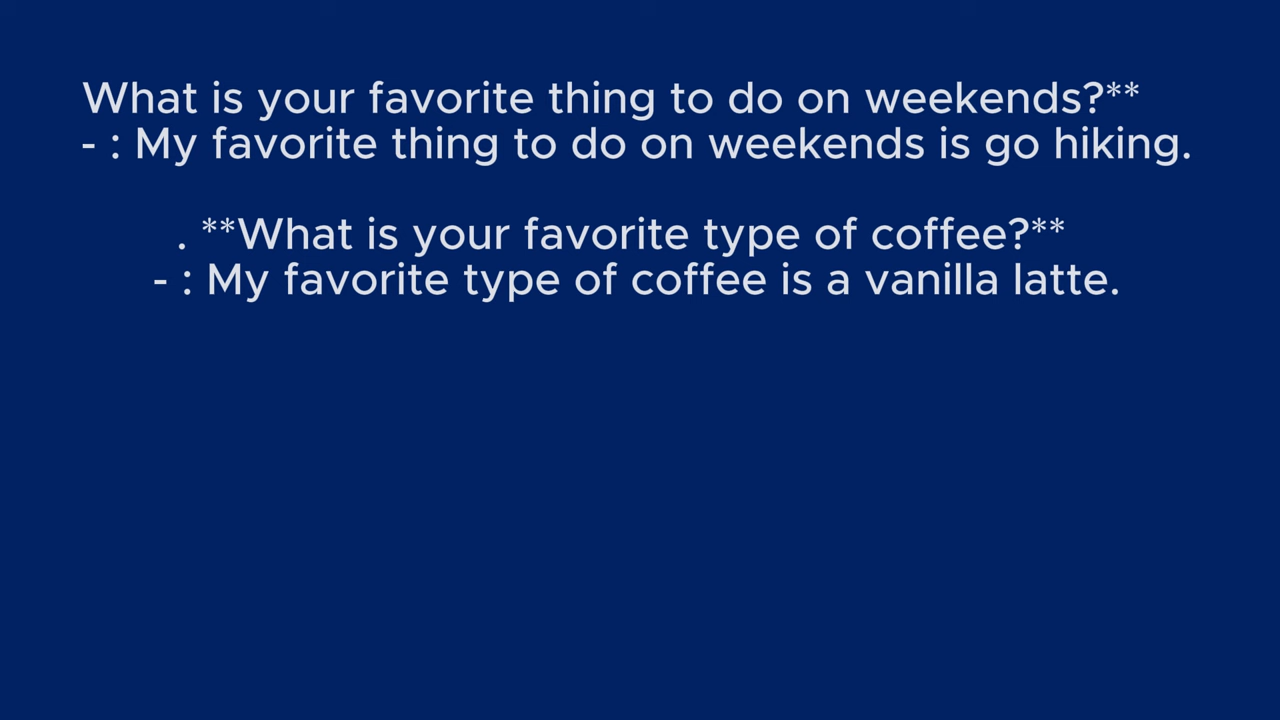 What is your favorite thing to do on weekends?**
- : My favorite thing to do on weekends is go hiking.
. **What is your favorite type of coffee?**
- : My favorite type of coffee is a vanilla latte.